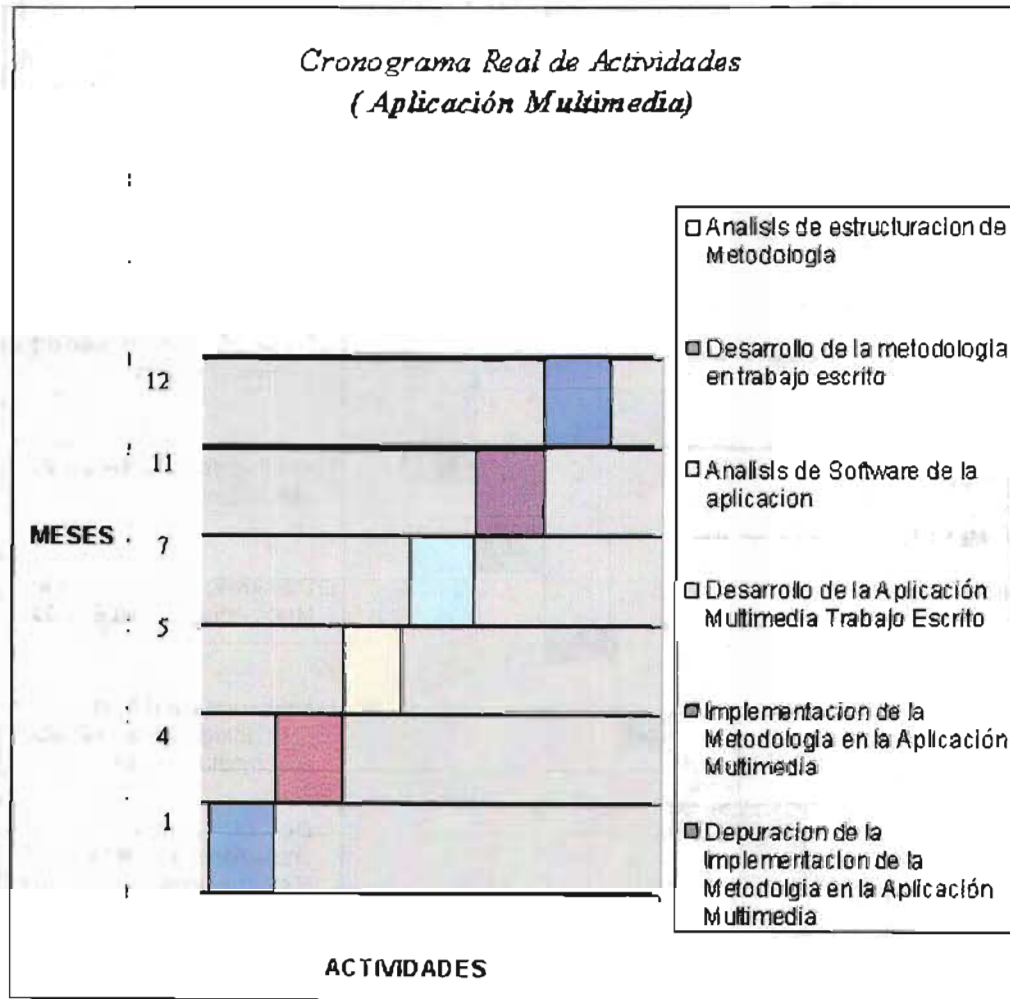 Cronograma Real de Actividades
(Aplicación Multimedia)
12
11
MESES
7
5
4
1
ACTIVIDADES
Analisis de estructuracion de
Metodologia
Desarrollo de la metodologia
en trabajo escrito
Analisis de Software de la
aplicacion
Desarrollo de la Aplicación
Multimedia Trabajo Escrito
Implementacion de la
Metodologia en la Aplicación
Multimedia
Depuracion de la
Implementacion de la
Metodolgia en la Aplicación
Multimedia